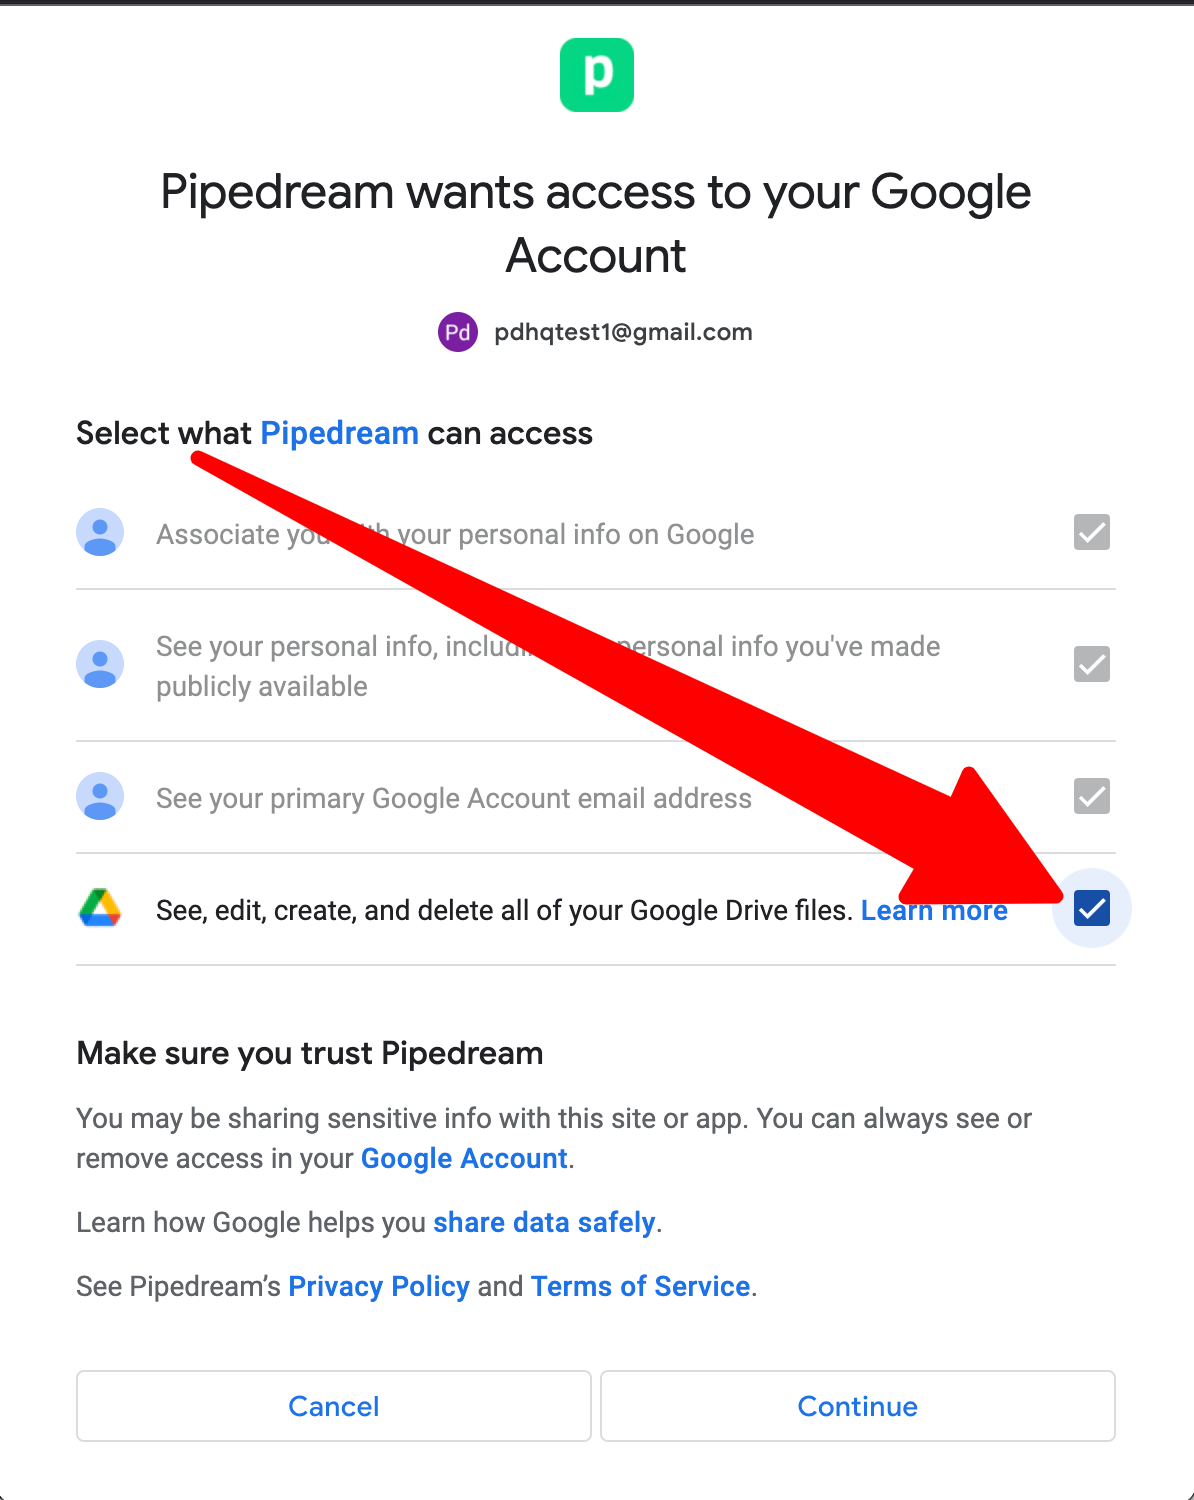 p
Pipedream wants access to your Google
Account
Pd pdhqtest1@gmail.com
Select what Pipedream can access
Associate you your personal info on Google
See your personal info, personal info you've made
publicly available
See your primary Google Account email address
See, edit, create, and delete all of your Google Drive files. Learn more
Make sure you trust Pipedream
You may be sharing sensitive info with this site or app. You can always see or
remove access in your Google Account.
Learn how Google helps you share data safely.
See Pipedream’s Privacy Policy and Terms of Service.
Cancel Continue